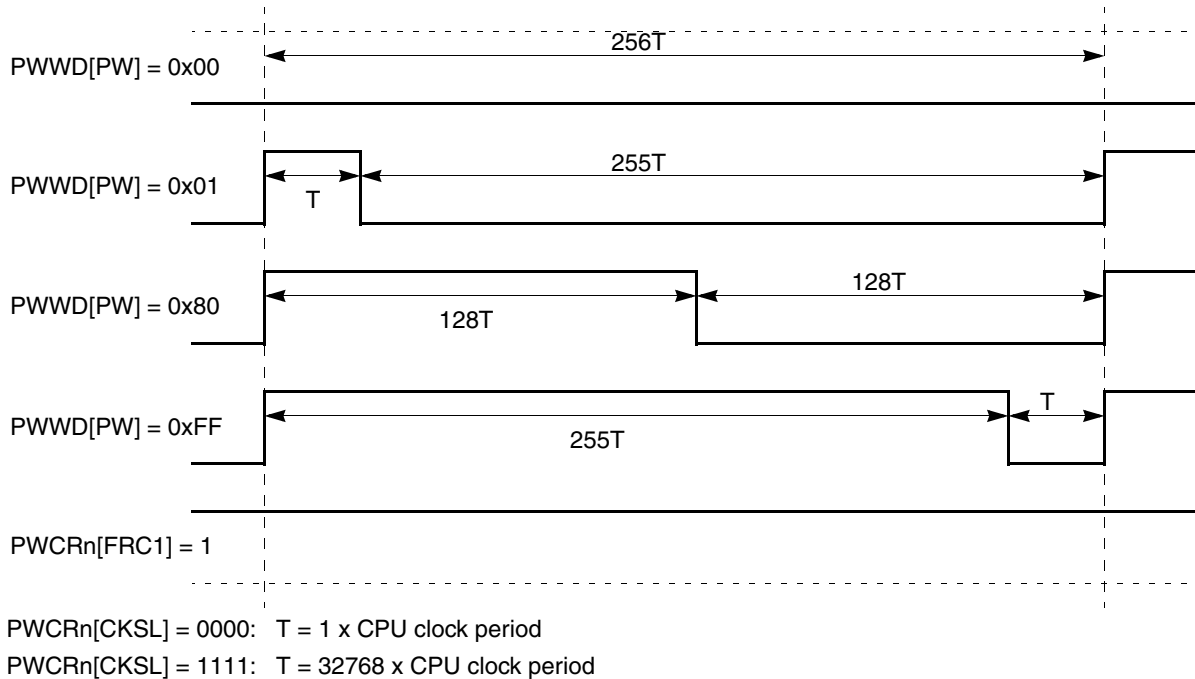 256T
PWWD[PW] = 0x00
255T
PWWD[PW] = 0x01
T
128T
PWWD[PW] = 0x80
128T
T
PWWD[PW] = 0xFF
255T
PWCRn[FRC1] = 1
PWCRn[CKSL] = 0000: T = 1 x CPU clock period
PWCRn[CKSL] = 1111: T = 32768 x CPU clock period